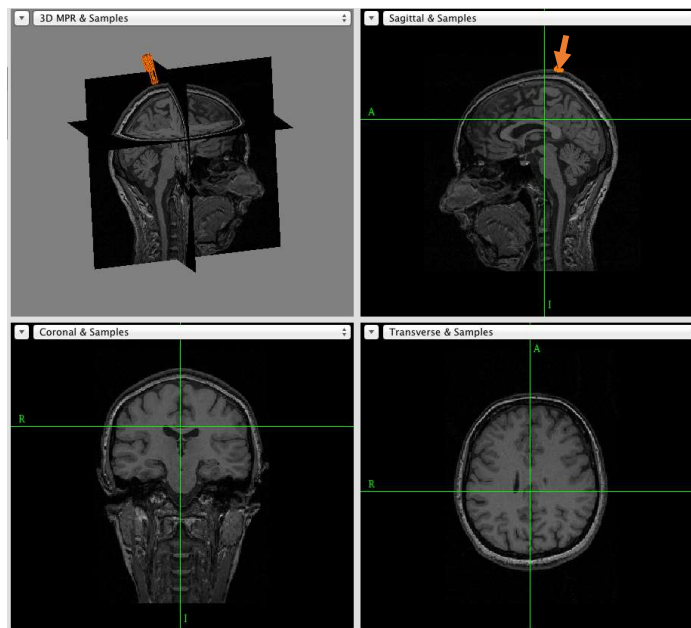 3D MPR & Samples
Sagittal & Samples
A
I
Coronal & Samples
Transverse & Samples
A
R
R
I